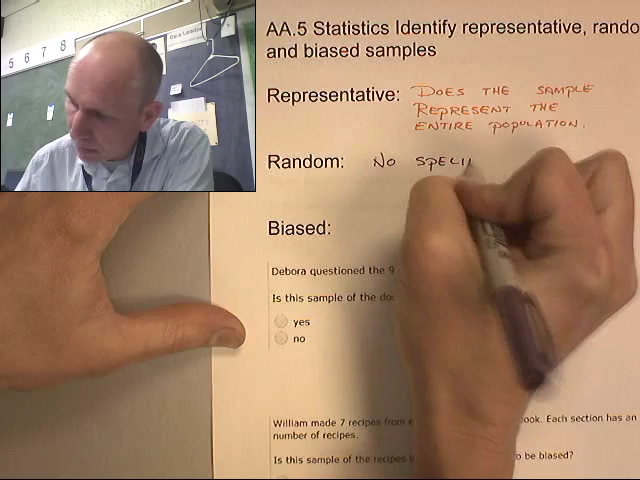 5 6 7 8
AA.5 Statistics Identify representative, rando
and biased samples
Representative: DOES THE SAMPLE
REPRESENT THE
ENTIRE POPULATION.
Random: NO SPECI
Biased:
Debora questioned the 9
Is this sample of the do
yes
no
William made 7 recipes from ook. Each section has an
number of recipes.
Is this sample of the recipes o be biased?